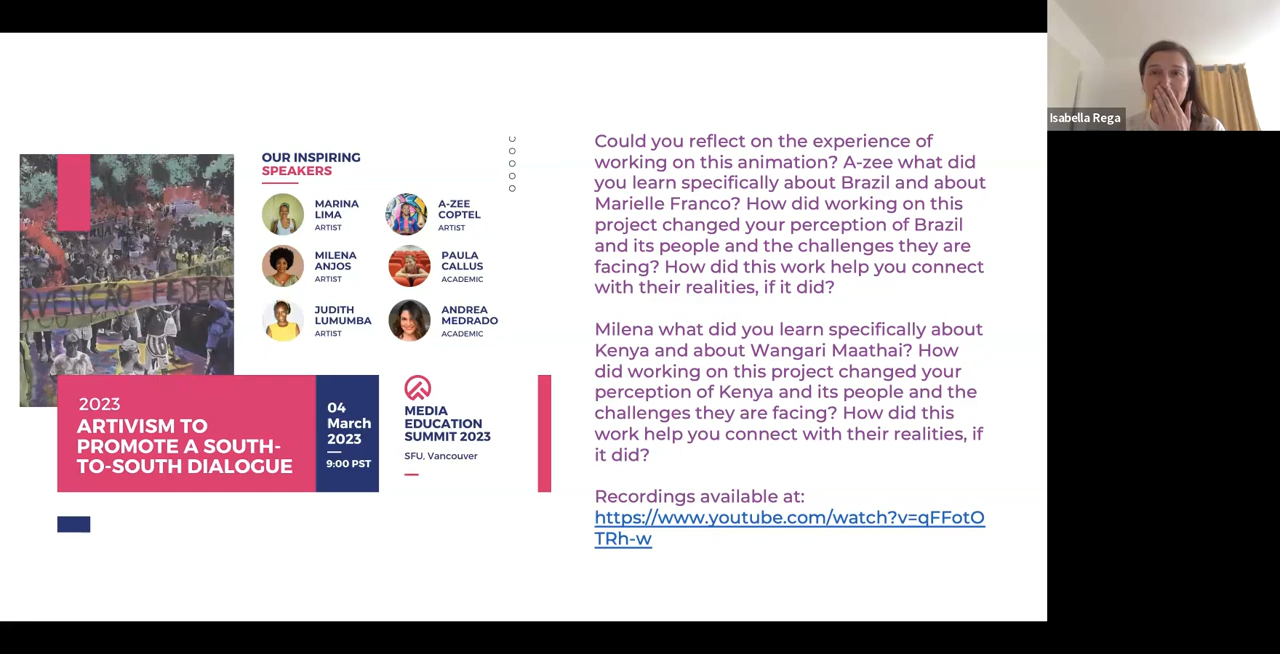 OUR INSPIRING
SPEAKERS
MARINA
LIMA
ARTIST
A-ZEE
COPTEL
ARTIST
MILENA
ANJOS
ARTIST
PAULA
CALLUS
ACADEMIC
JUDITH
LUMUMBA
ARTIST
ANDREA
MEDRADO
ACADEMIC
RVENÇÃO FEDERA
2023
ARTIVISM TO
PROMOTE A SOUTH-
TO-SOUTH DIALOGUE
04
March
2023
9:00 PST
MEDIA
EDUCATION
SUMMIT 2023
SFU, Vancouver
Could you reflect on the experience of
working on this animation? A-zee what did
you learn specifically about Brazil and about
Marielle Franco? How did working on this
project changed your perception of Brazil
and its people and the challenges they are
facing? How did this work help you connect
with their realities, if it did?
Milena what did you learn specifically about
Kenya and about Wangari Maathai? How
did working on this project changed your
perception of Kenya and its people and the
challenges they are facing? How did this
work help you connect with their realities, if
it did?
Recordings available at:
https://www.youtube.com/watch?v=qFFotO
TRh-w
Isabella Rega